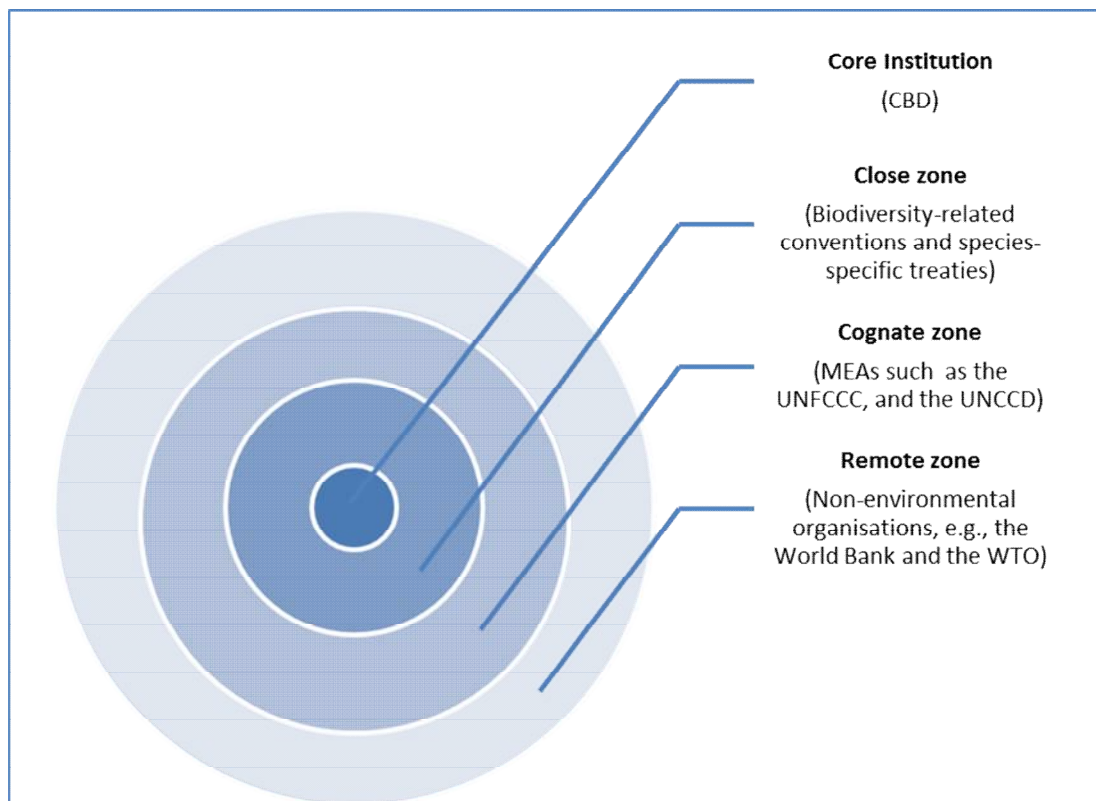 Core Institution
(CBD)
Close zone
(Biodiversity-related
conventions and species-
specific treaties)
Cognate zone
(MEAs such as the
UNFCCC, and the UNCCD)
Remote zone
(Non-environmental
organisations, e.g., the
World Bank and the WTO)